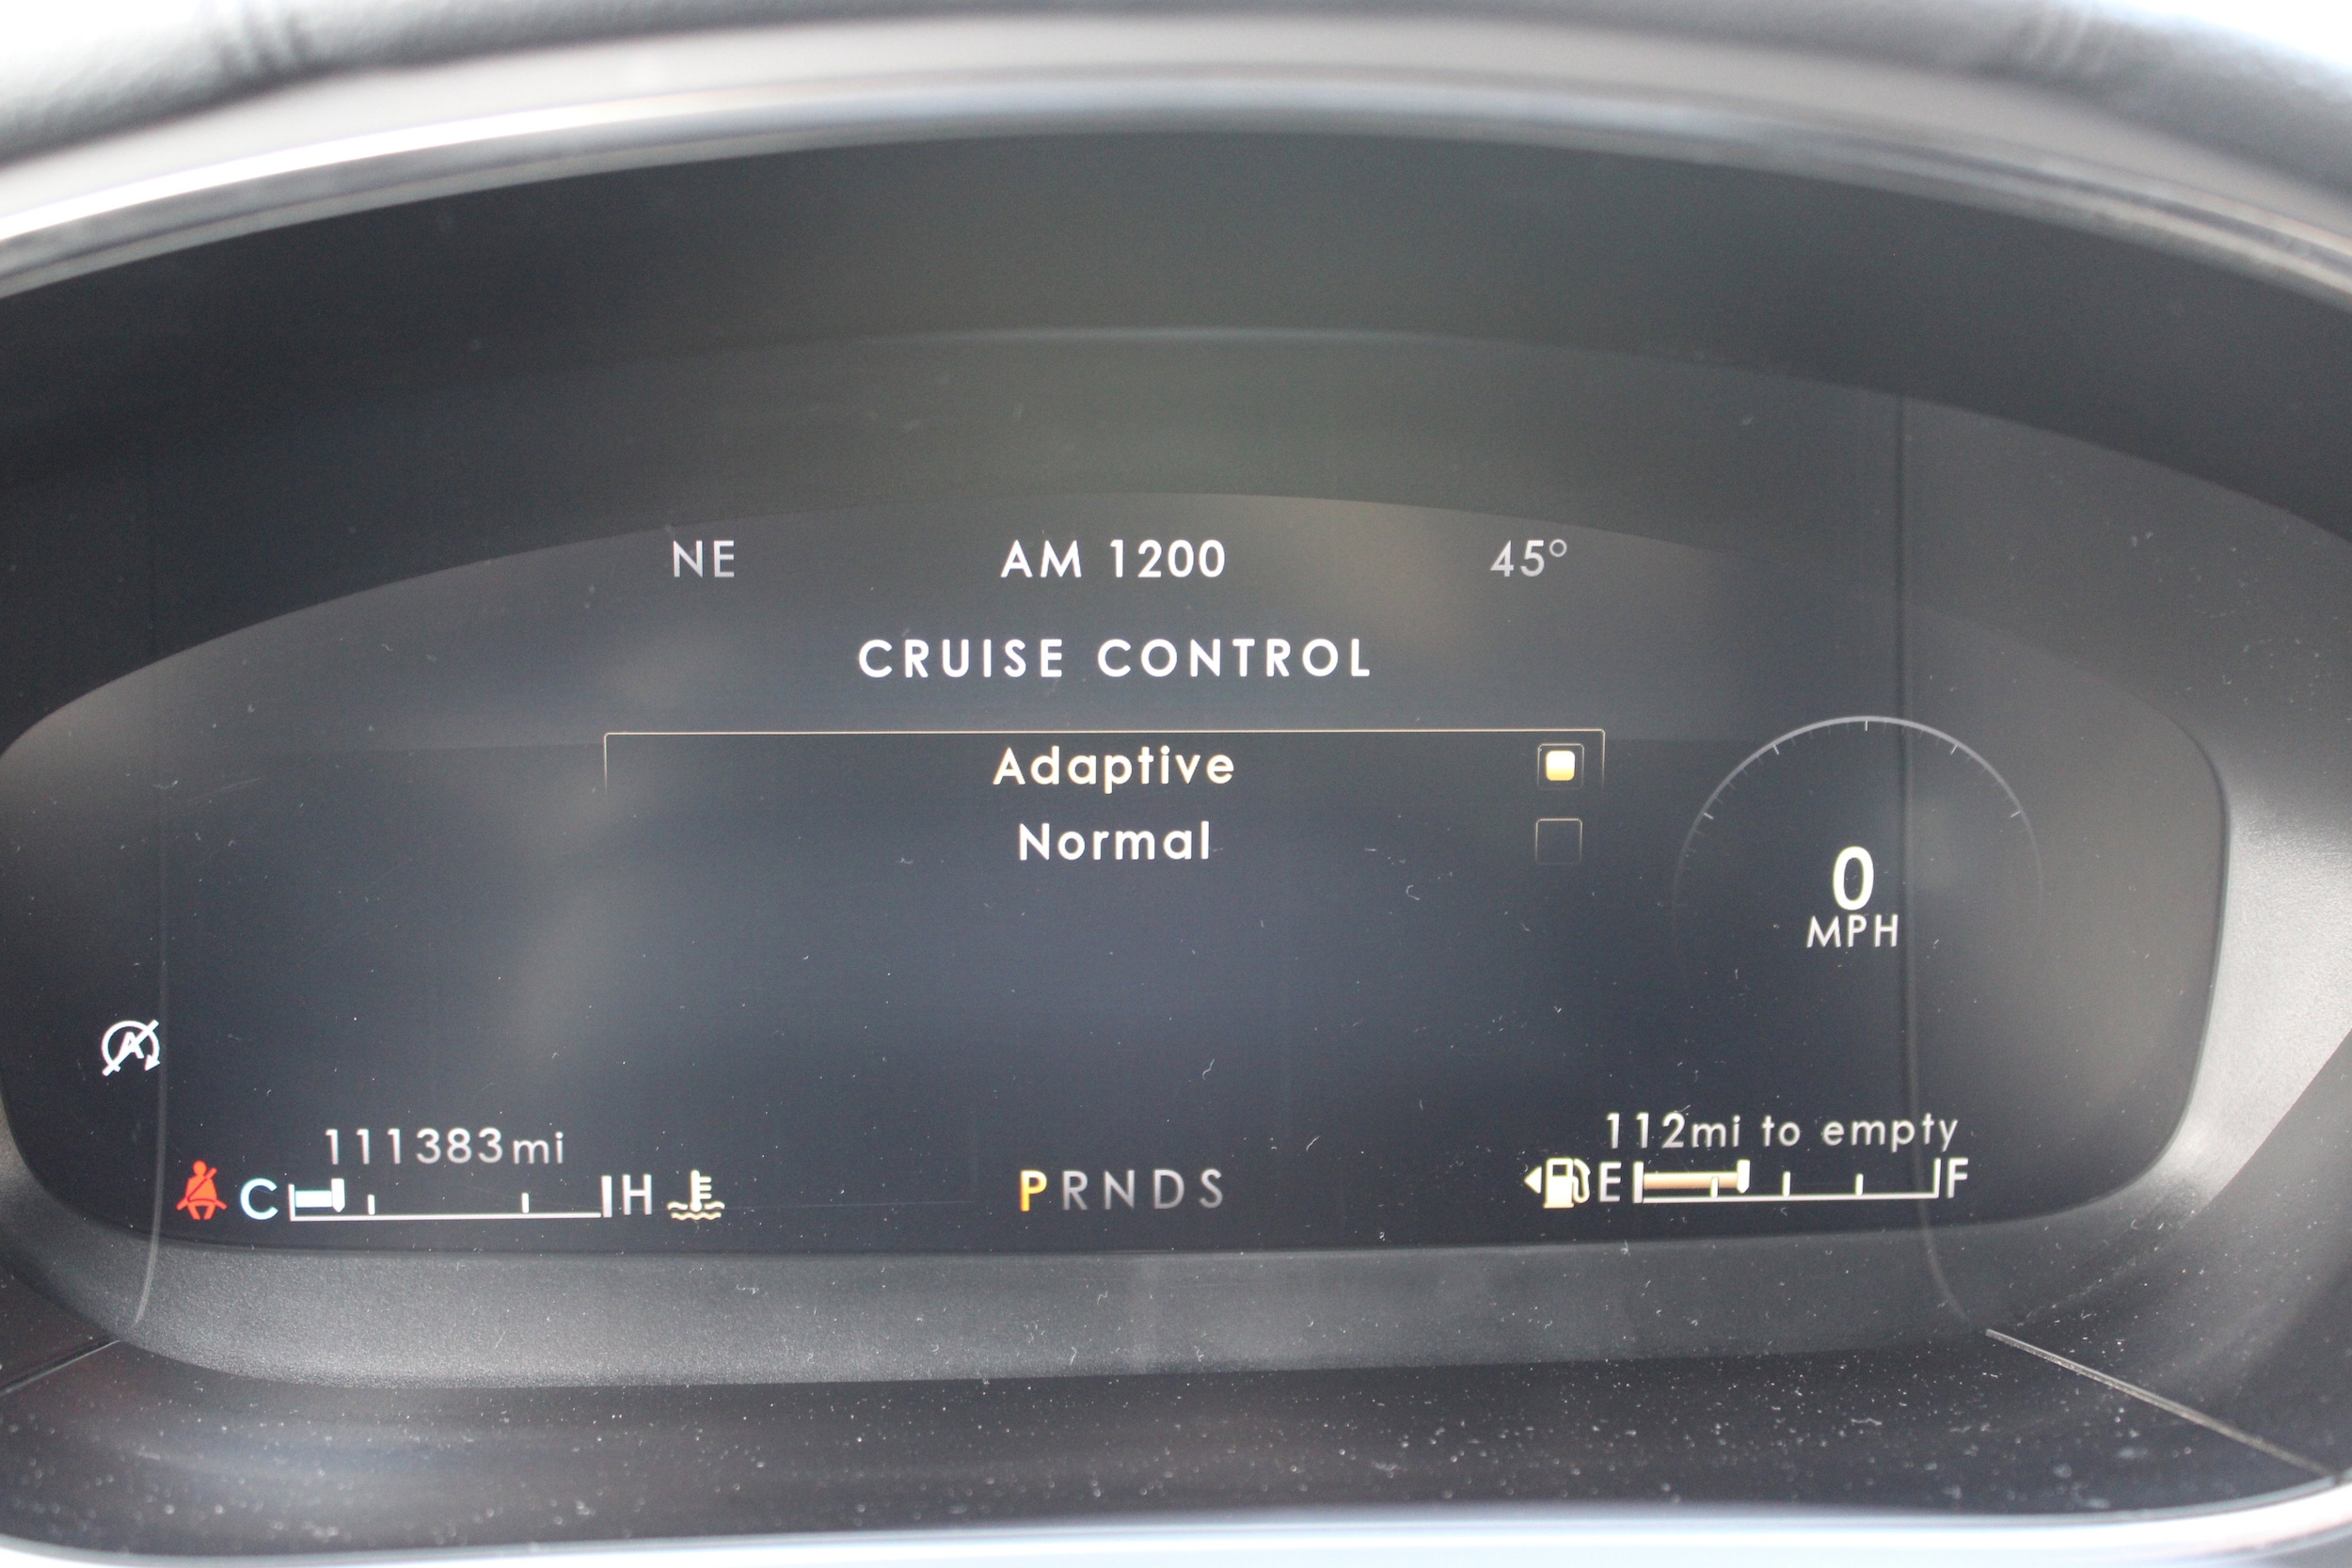 NE AM 1200 45°
CRUISE CONTROL
Adaptive
Normal
0
MPH
A
111383mi
C H
PRNDS
112mi to empty
E F